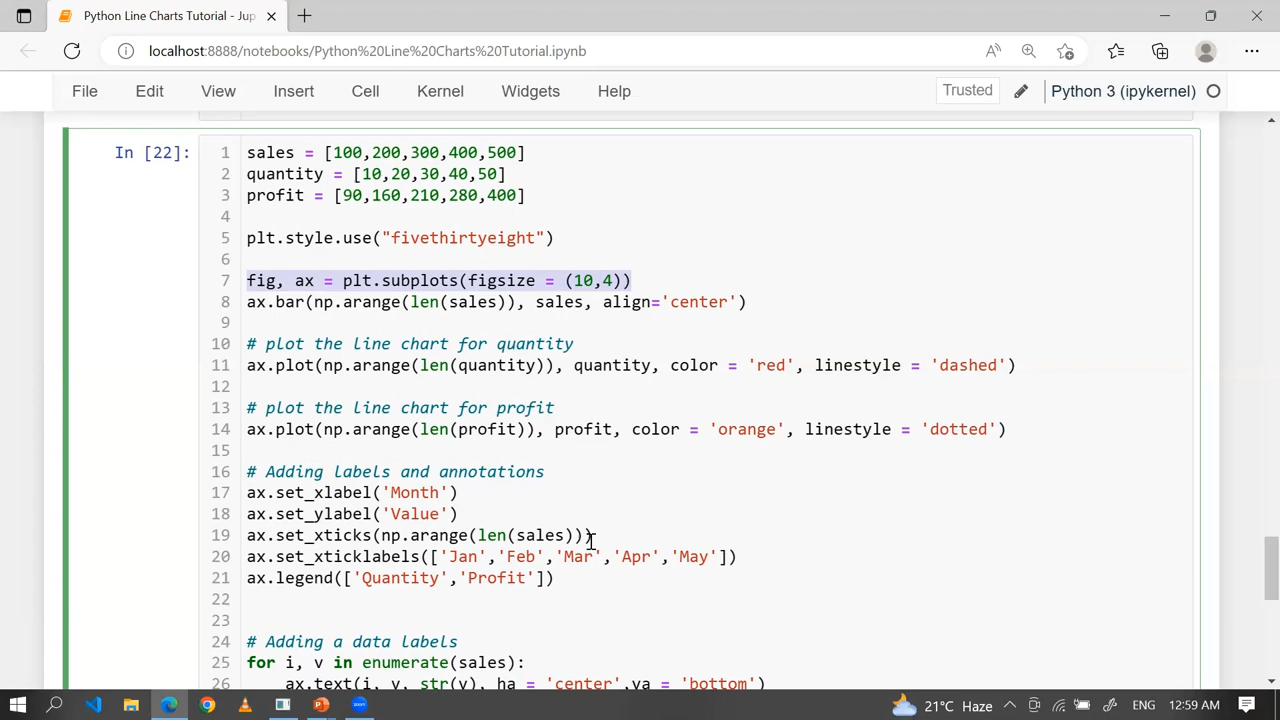 Python Line Charts Tutorial - Jup
localhost:8888/notebooks/Python%20Line%20Charts%20Tutorial.ipynb
File Edit View Insert Cell Kernel Widgets Help Trusted Python 3 (ipykernel)
In [22]:
1 sales = [100,200,300,400,500]
2 quantity = [10,20,30,40,50]
3 profit = [90,160,210,280,400]
4
5 plt.style.use("fivethirtyeight")
6
7 fig, ax = plt.subplots(figsize = (10,4))
8 ax.bar(np.arange(len(sales)), sales, align='center')
9
10 # plot the line chart for quantity
11 ax.plot(np.arange(len(quantity)), quantity, color = 'red', linestyle = 'dashed')
12
13 # plot the line chart for profit
14 ax.plot(np.arange(len(profit)), profit, color = 'orange', linestyle = 'dotted')
15
16 # Adding labels and annotations
17 ax.set_xlabel('Month')
18 ax.set_ylabel('Value')
19 ax.set_xticks(np.arange(len(sales)))
20 ax.set_xticklabels(['Jan','Feb','Mar','Apr','May'])
21 ax.legend(['Quantity','Profit'])
22
23
24 # Adding a data labels
25 for i, v in enumerate(sales):
26 ax.text(i, v, str(v), ha = 'center',va = 'bottom')
21°C Haze ENG 12:59 AM